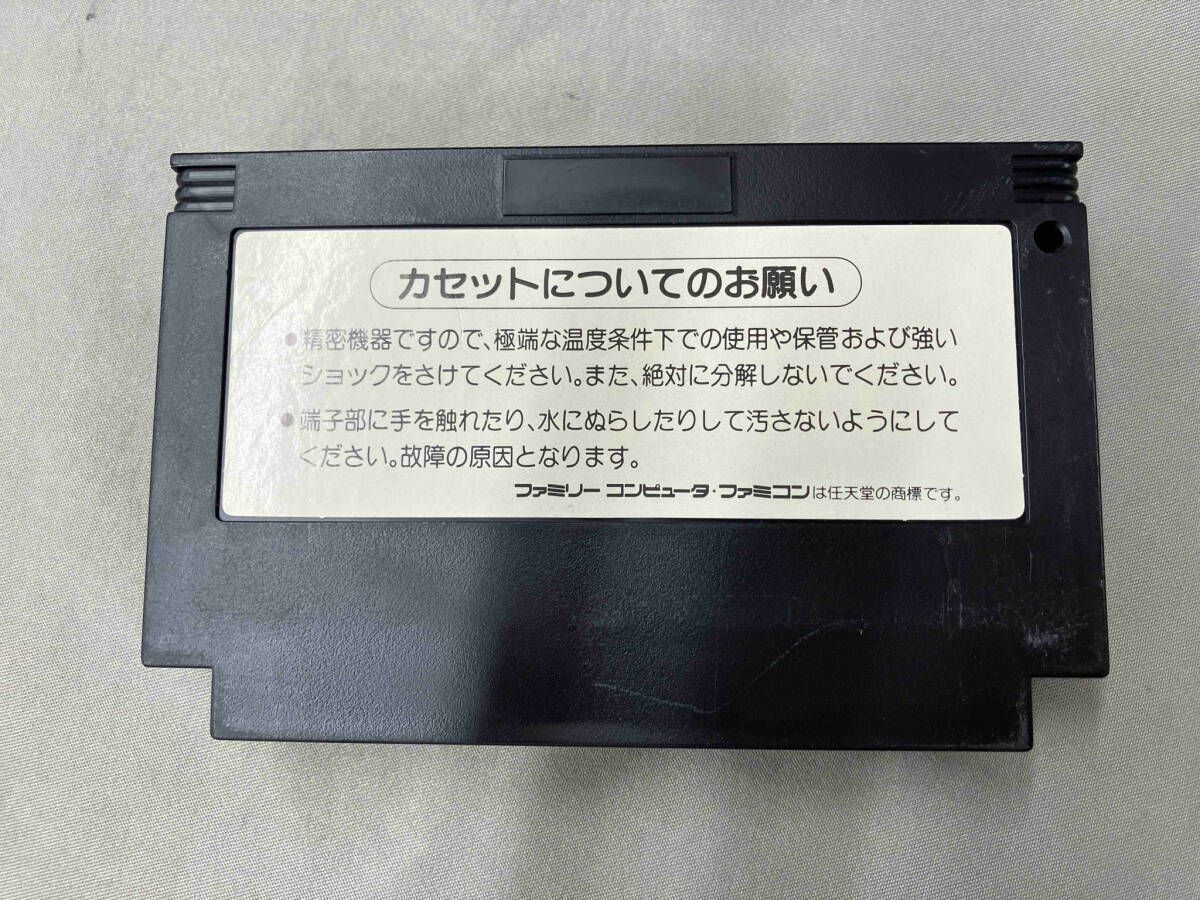 カセットについてのお願い
●精密機器ですので、極端な温度条件下での使用や保管および強い
ショックをさけてください。また、絶対に分解しないでください。
●端子部に手を触れたり、水にぬらしたりして汚さないようにして
ください。故障の原因となります。
ファミリー コンピュータ・ファミコンは任天堂の商標です。